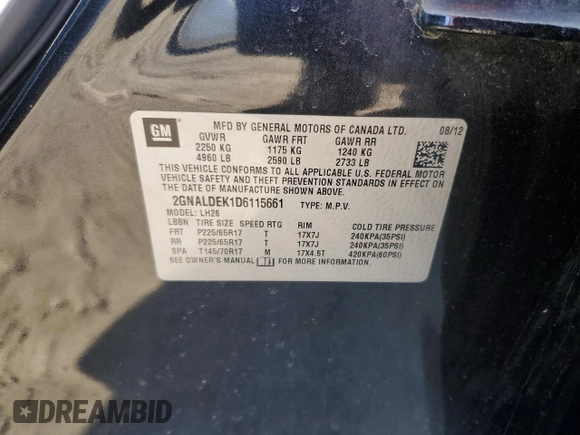 GM
MFD BY GENERAL MOTORS OF CANADA LTD. 08/12
GVWR GAWR FRT GAWR RR
2250 KG 1175 KG 1240 KG
4960 LB 2590 LB 2733 LB
THIS VEHICLE CONFORMS TO ALL APPLICABLE U.S. FEDERAL MOTOR
VEHICLE SAFETY AND THEFT PREVENTION STANDARDS IN EFFECT ON
THE DATE OF MANUFACTURE SHOWN ABOVE.
2GNALDEK1D6115661 TYPE: M.P.V.
MODEL: LH26
LBBN TIRE SIZE SPEED RTG RIM COLD TIRE PRESSURE
FRT P225/65R17 T 17X7J 240KPA(35PSI)
RR P225/65R17 T 17X7J 240KPA(35PSI)
SPA T145/70R17 M 17X4.5T 420KPA(60PSI)
SEE OWNER'S MANUAL FOR MORE INFORMATION.
DREAMBID